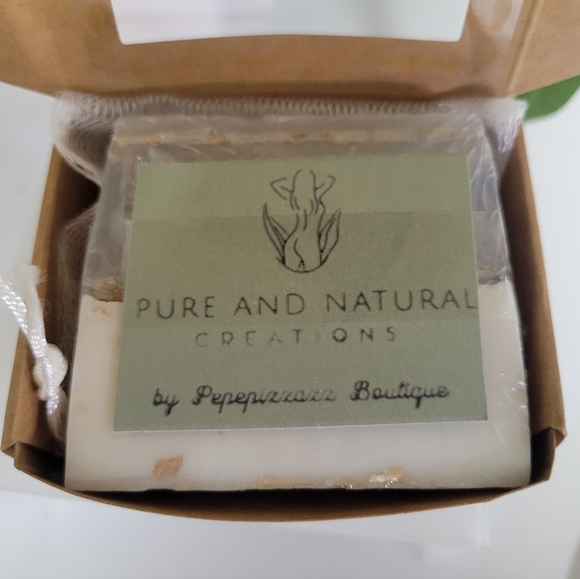 PURE AND NATURAL
CREATIONS
by Pepepizzazz Boutique